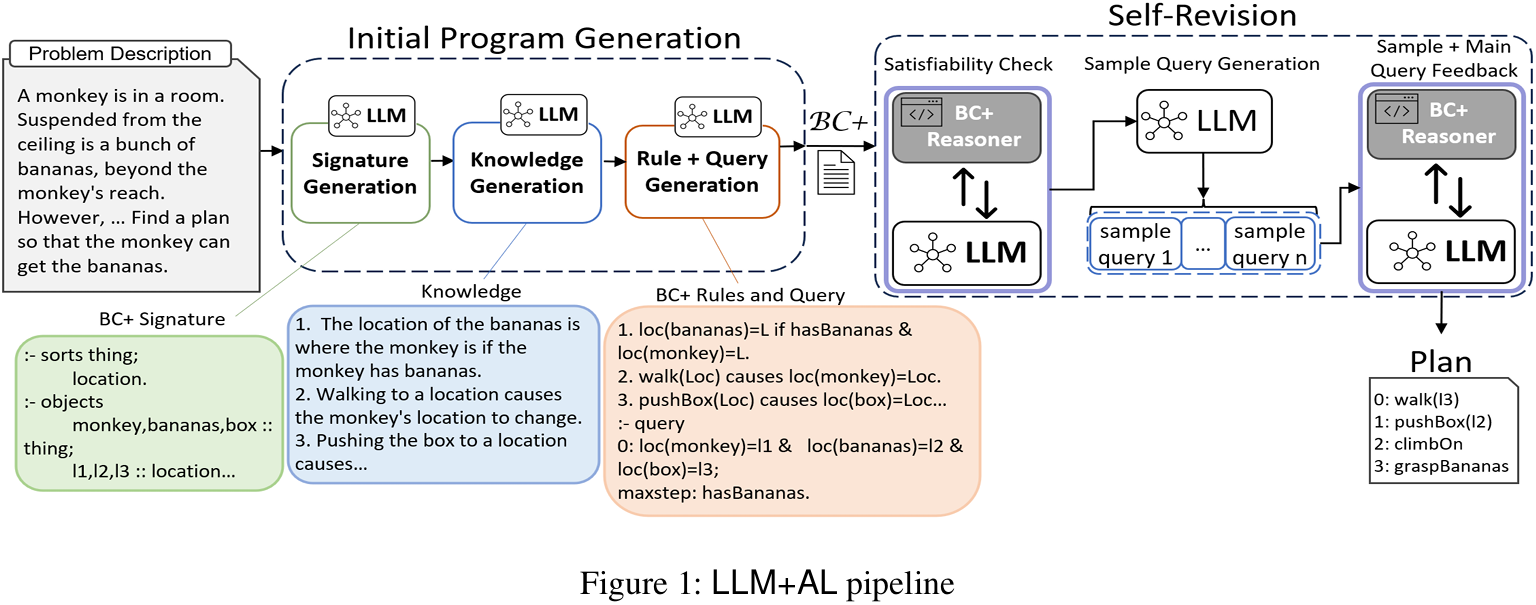 Problem Description
A monkey is in a room.
Suspended from the
ceiling is a bunch of
bananas, beyond the
monkey's reach.
However, ... Find a plan
so that the monkey can
get the bananas.
Initial Program Generation
LLM
Signature
Generation
LLM
Knowledge
Generation
LLM
Rule + Query
Generation
BC+
Self-Revision
Satisfiability Check
BC+
Reasoner
LLM
Sample Query Generation
LLM
sample
query 1
...
sample
query n
Sample + Main
Query Feedback
BC+
Reasoner
LLM
BC+ Signature
:- sorts thing;
location.
:- objects
monkey,bananas,box ::
thing;
l1,l2,l3 :: location...
Knowledge
1. The location of the bananas is
where the monkey is if the
monkey has bananas.
2. Walking to a location causes
the monkey's location to change.
3. Pushing the box to a location
causes...
BC+ Rules and Query
1. loc(bananas)=L if hasBananas &
loc(monkey)=L.
2. walk(Loc) causes loc(monkey)=Loc.
3. pushBox(Loc) causes loc(box)=Loc...
:- query
0: loc(monkey)=l1 & loc(bananas)=l2 &
loc(box)=l3;
maxstep: hasBananas.
Plan
0: walk(l3)
1: pushBox(l2)
2: climbOn
3: graspBananas
Figure 1: LLM+AL pipeline